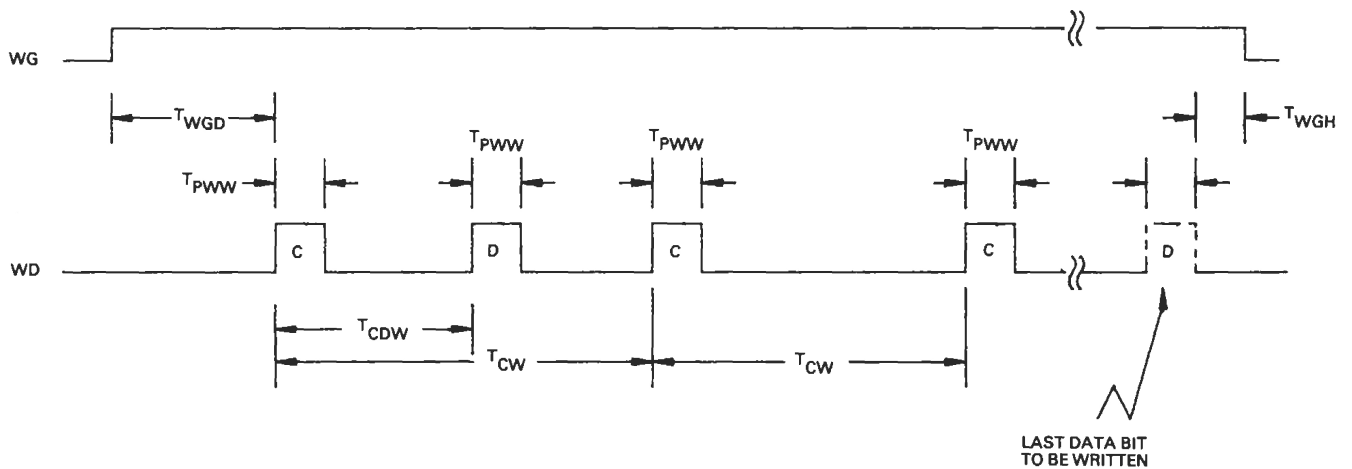 WG
TWGD
TWGH
TPWW
TPWW
TPWW
TPWW
WD
C
D
C
C
D
TCDW
TCW
TCW
LAST DATA BIT
TO BE WRITTEN